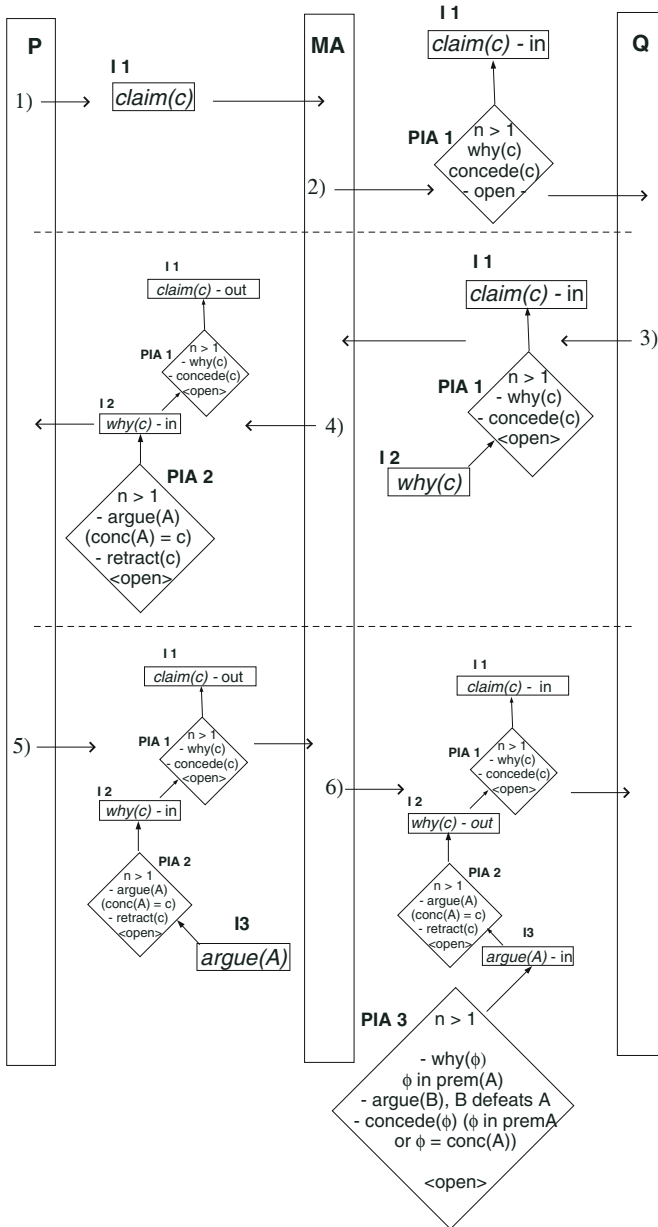 P
MA
Q
I 1
claim(c)
1)
I 1
claim(c) - in
PIA 1
n > 1
why(c)
concede(c)
- open -
2)
I 1
claim(c) - in
3)
PIA 1
n > 1
- why(c)
- concede(c)
<open>
I 2
why(c)
I 1
claim(c) - out
PIA 1
n > 1
- why(c)
- concede(c)
<open>
I 2
why(c) - in
4)
PIA 2
n > 1
- argue(A)
(conc(A) = c)
- retract(c)
<open>
I 1
claim(c) - out
5)
PIA 1
n > 1
- why(c)
- concede(c)
<open>
I 2
why(c) - in
PIA 2
n > 1
- argue(A)
(conc(A) = c)
- retract(c)
<open>
I3
argue(A)
I 1
claim(c) - in
PIA 1
n > 1
- why(c)
- concede(c)
<open>
6)
I 2
why(c) - out
PIA 2
n > 1
- argue(A)
(conc(A) = c)
- retract(c)
<open>
I3
argue(A) - in
PIA 3
n > 1
- why(ϕ)
ϕ in prem(A)
- argue(B), B defeats A
- concede(ϕ) (ϕ in premA
or ϕ = conc(A))
<open>